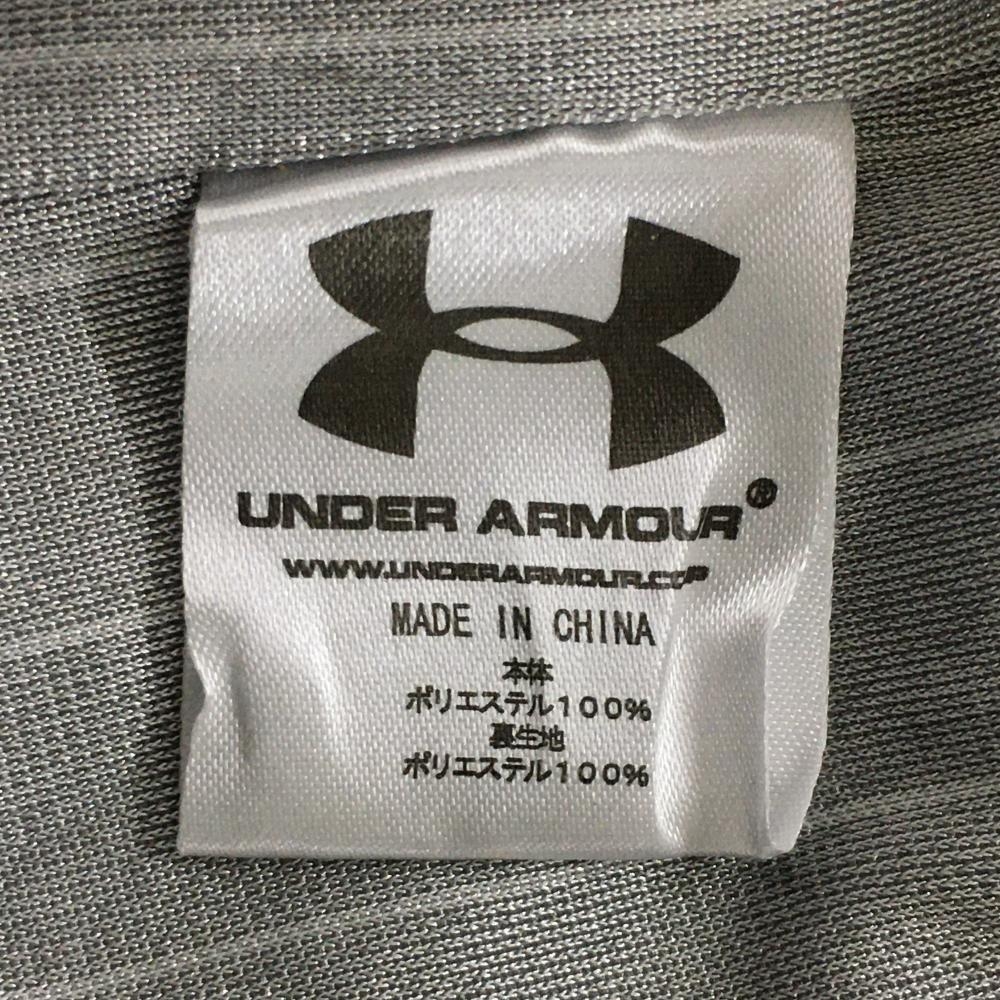 UNDER ARMOUR®
WWW.UNDERARMOUR.CO
MADE IN CHINA
本体
ポリエステル１００％
裏生地
ポリエステル１００％